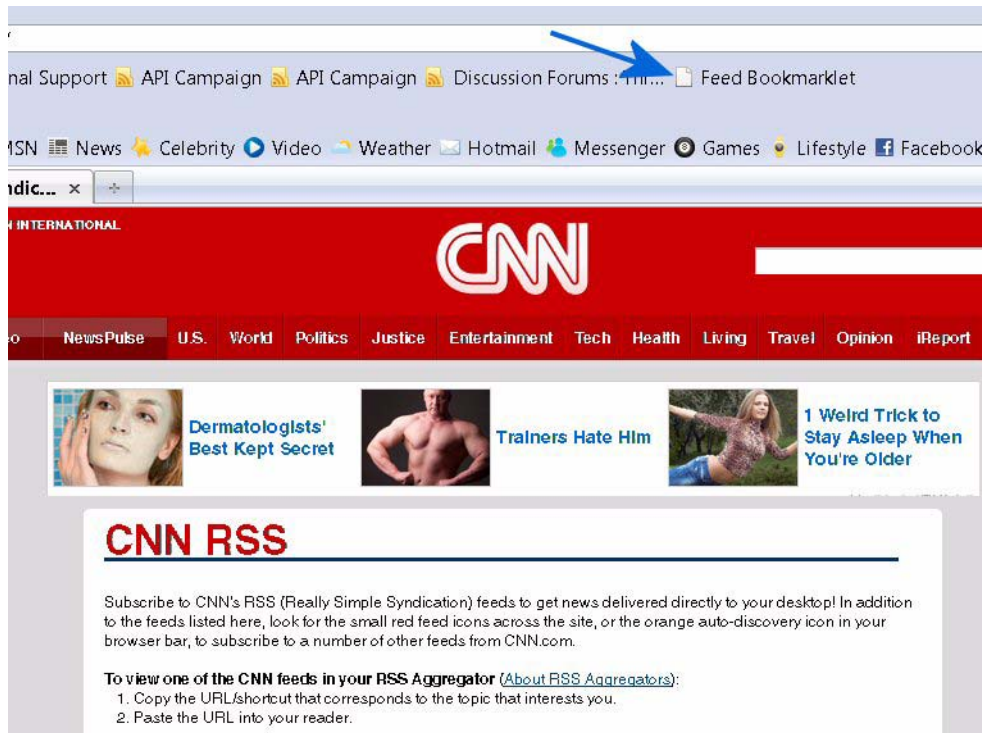 nal Support API Campaign API Campaign Discussion Forums : Feed Bookmarklet
MSN News Celebrity Video Weather Hotmail Messenger Games Lifestyle Facebook
ndic... × +
N INTERNATIONAL
CNN
eo NewsPulse U.S. World Politics Justice Entertainment Tech Health Living Travel Opinion iReport
Dermatologists'
Best Kept Secret
Trainers Hate Him
1 Weird Trick to
Stay Asleep When
You're Older
CNN RSS
Subscribe to CNN's RSS (Really Simple Syndication) feeds to get news delivered directly to your desktop! In addition
to the feeds listed here, look for the small red feed icons across the site, or the orange auto-discovery icon in your
browser bar, to subscribe to a number of other feeds from CNN.com.
To view one of the CNN feeds in your RSS Aggregator (About RSS Aggregators):
1. Copy the URL/shortcut that corresponds to the topic that interests you.
2. Paste the URL into your reader.